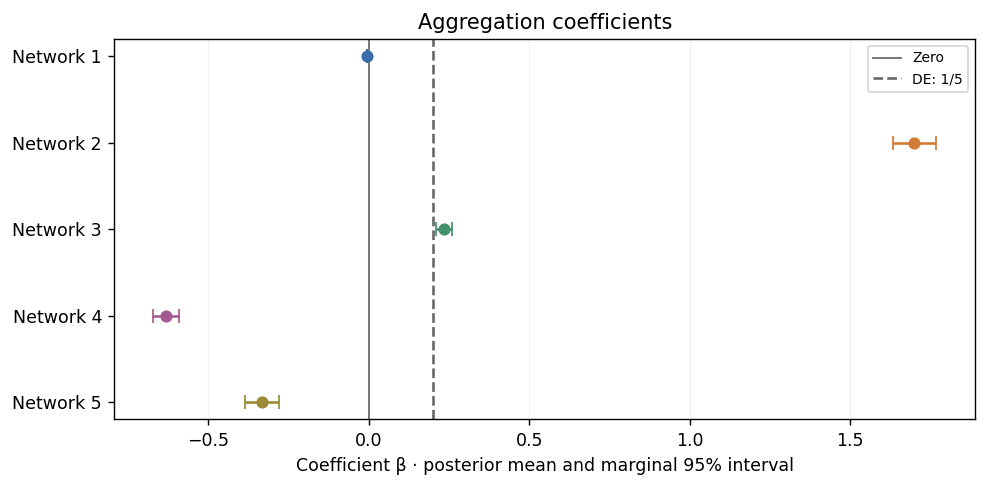 Aggregation coefficients
Network 1
Network 2
Network 3
Network 4
Network 5
Zero
DE: 1/5
−0.5
0.0
0.5
1.0
1.5
Coefficient β · posterior mean and marginal 95% interval